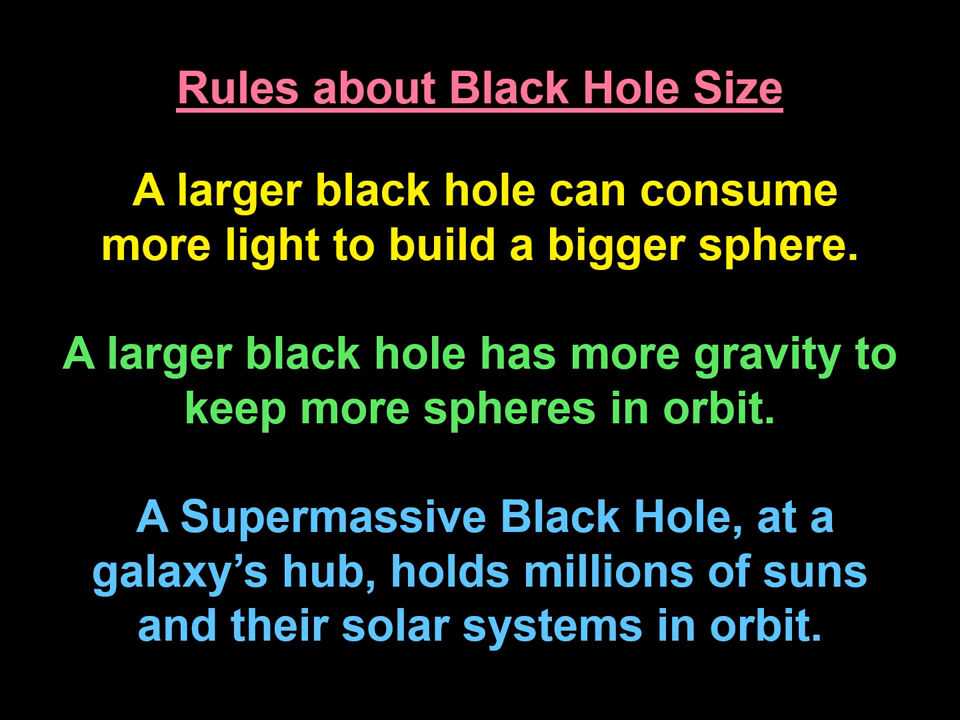 Rules about Black Hole Size
A larger black hole can consume
more light to build a bigger sphere.
A larger black hole has more gravity to
keep more spheres in orbit.
A Supermassive Black Hole, at a
galaxy’s hub, holds millions of suns
and their solar systems in orbit.